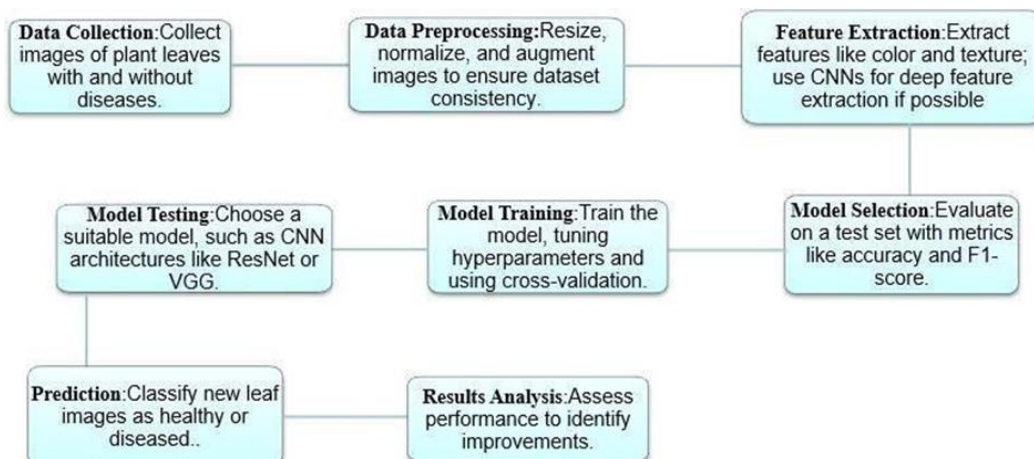 Data Collection:Collect
images of plant leaves
with and without
diseases.
Data Preprocessing:Resize,
normalize, and augment
images to ensure dataset
consistency.
Feature Extraction:Extract
features like color and texture;
use CNNs for deep feature
extraction if possible
Model Selection:Evaluate
on a test set with metrics
like accuracy and F1-
score.
Model Training:Train the
model, tuning
hyperparameters and
using cross-validation.
Model Testing:Choose a
suitable model, such as CNN
architectures like ResNet or
VGG.
Prediction:Classify new leaf
images as healthy or
diseased..
Results Analysis:Assess
performance to identify
improvements.